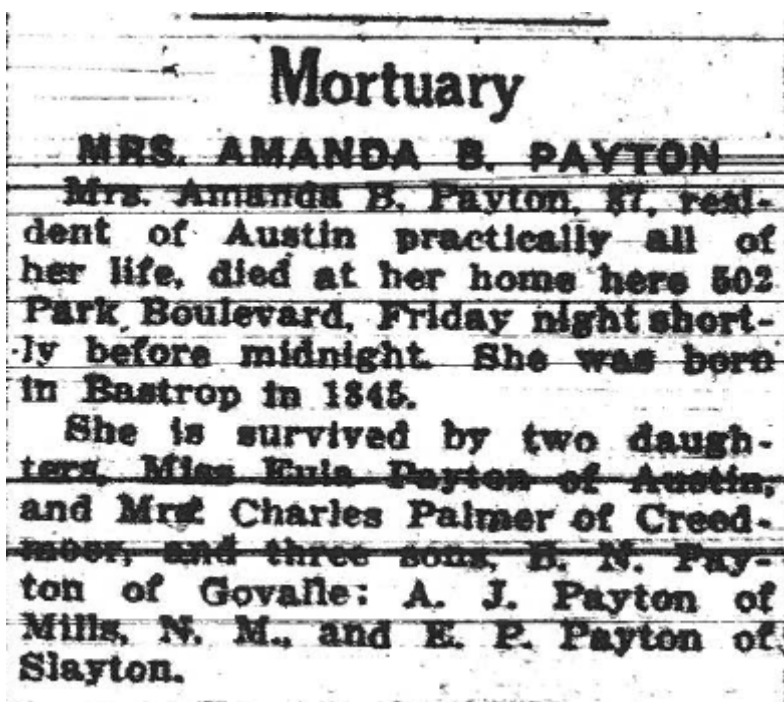 Mortuary
MRS. AMANDA B. PAYTON
Mrs. Amanda B. Payton, 87, resi-
dent of Austin practically all of
her life, died at her home here 502
Park Boulevard, Friday night short-
ly before midnight. She was born
in Bastrop in 1845.
She is survived by two daugh-
ters, Miss Eula Payton of Austin,
and Mrs. Charles Palmer of Creed-
moor, and three sons, B. N. Pay-
ton of Govalle: A. J. Payton of
Mills, N. M., and E. P. Payton of
Slayton.